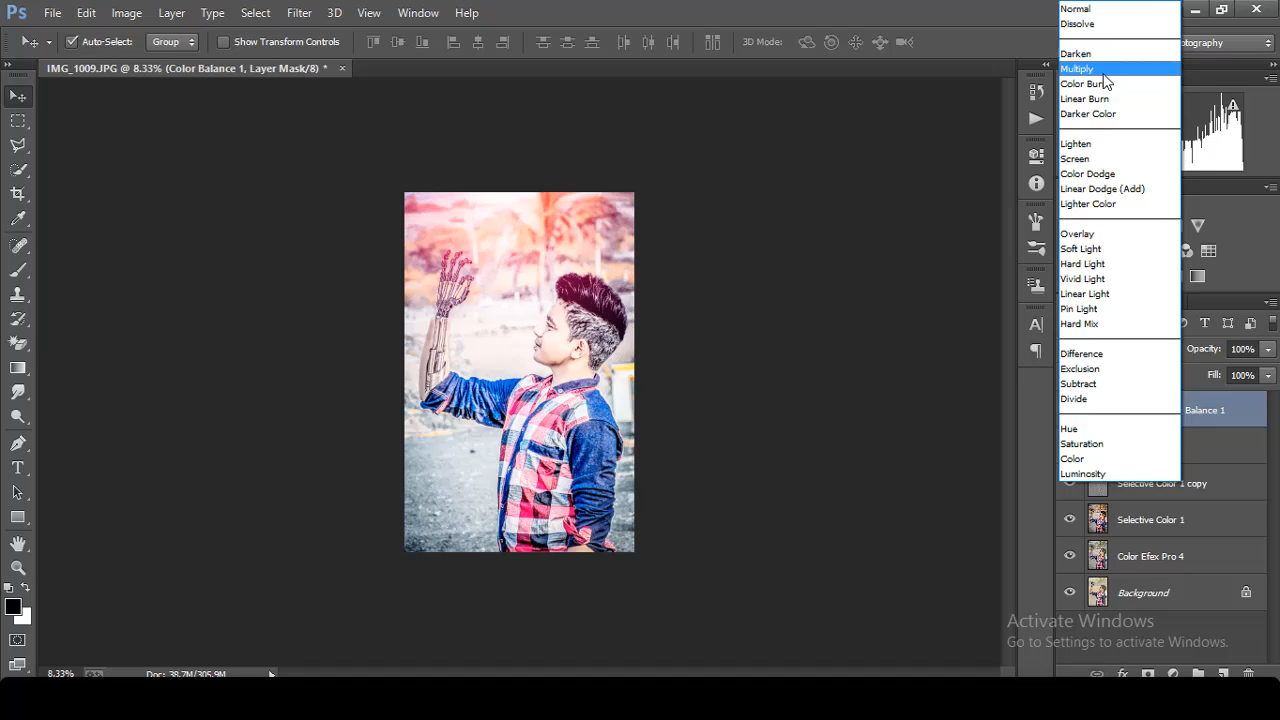 Ps File Edit Image Layer Type Select Filter 3D View Window Help
Auto-Select: Group Show Transform Controls 3D Mode: otography
IMG_1009.JPG @ 8.33% (Color Balance 1, Layer Mask/8) *
Normal
Dissolve
Darken
Multiply
Color Burn
Linear Burn
Darker Color
Lighten
Screen
Color Dodge
Linear Dodge (Add)
Lighter Color
Overlay
Soft Light
Hard Light
Vivid Light
Linear Light
Pin Light
Hard Mix
Difference
Exclusion
Subtract
Divide
Hue
Saturation
Color
Luminosity
Opacity: 100%
Fill: 100%
Balance 1
Selective Color 1 copy
Selective Color 1
Color Efex Pro 4
Background
Activate Windows
Go to Settings to activate Windows.
8.33% Doc: 38.7M/305.9M